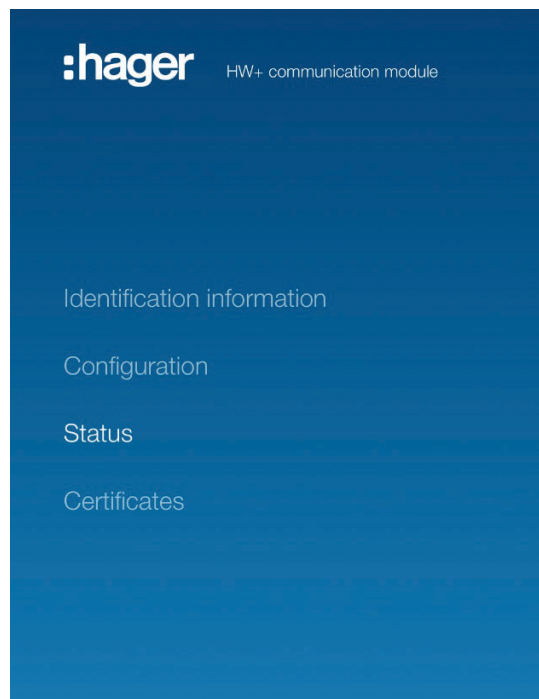 :hager HW+ communication module
Identification information
Configuration
Status
Certificates